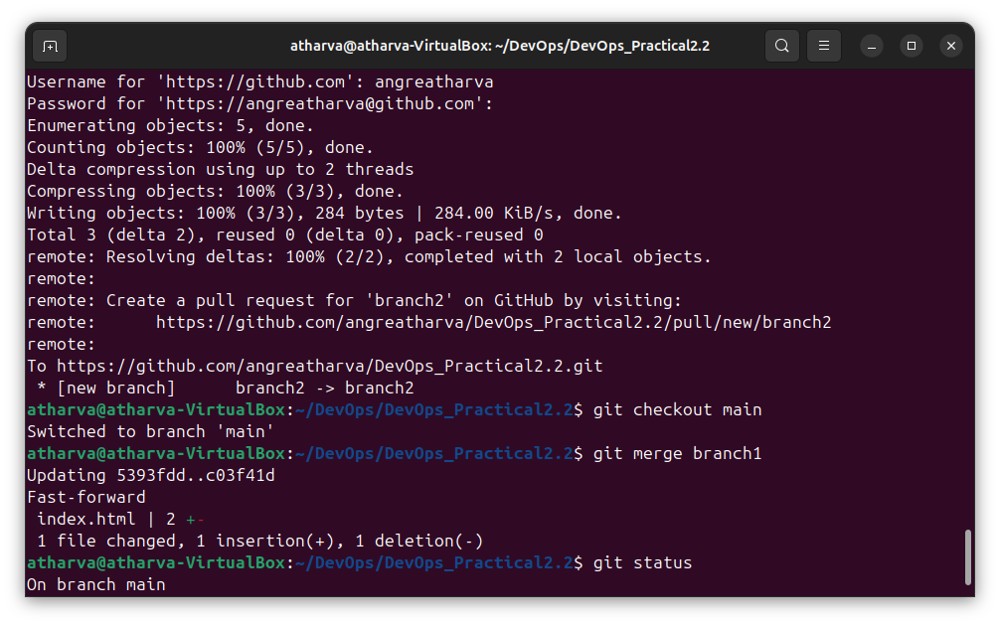 atharva@atharva-VirtualBox: ~/DevOps/DevOps_Practical2.2
Username for 'https://github.com': angreatharva
Password for 'https://angreatharva@github.com':
Enumerating objects: 5, done.
Counting objects: 100% (5/5), done.
Delta compression using up to 2 threads
Compressing objects: 100% (3/3), done.
Writing objects: 100% (3/3), 284 bytes | 284.00 KiB/s, done.
Total 3 (delta 2), reused 0 (delta 0), pack-reused 0
remote: Resolving deltas: 100% (2/2), completed with 2 local objects.
remote:
remote: Create a pull request for 'branch2' on GitHub by visiting:
remote:      https://github.com/angreatharva/DevOps_Practical2.2/pull/new/branch2
remote:
To https://github.com/angreatharva/DevOps_Practical2.2.git
 * [new branch]      branch2 -> branch2
atharva@atharva-VirtualBox:~/DevOps/DevOps_Practical2.2$ git checkout main
Switched to branch 'main'
atharva@atharva-VirtualBox:~/DevOps/DevOps_Practical2.2$ git merge branch1
Updating 5393fdd..c03f41d
Fast-forward
 index.html | 2 +-
 1 file changed, 1 insertion(+), 1 deletion(-)
atharva@atharva-VirtualBox:~/DevOps/DevOps_Practical2.2$ git status
On branch main